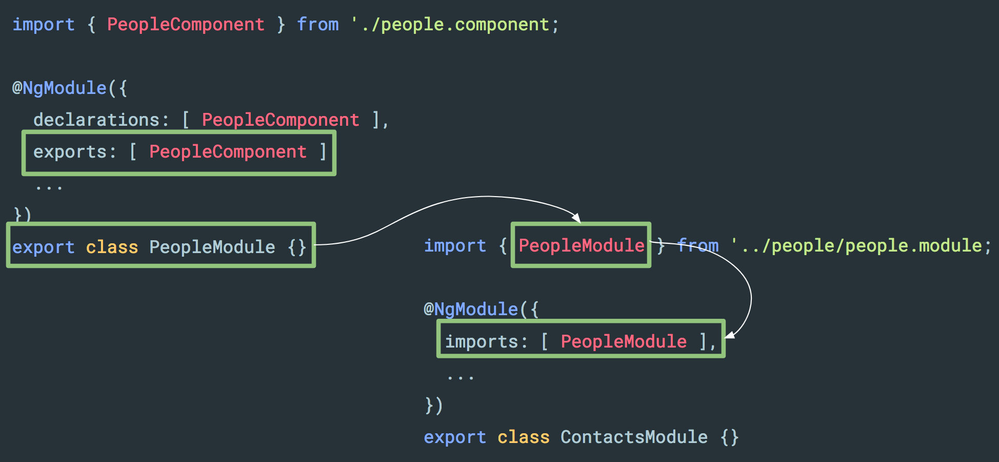 import { PeopleComponent } from './people.component;
@NgModule({
declarations: [ PeopleComponent ],
exports: [ PeopleComponent ]
...
})
export class PeopleModule {}
import { PeopleModule } from '../people/people.module;
@NgModule({
imports: [ PeopleModule ],
...
})
export class ContactsModule {}